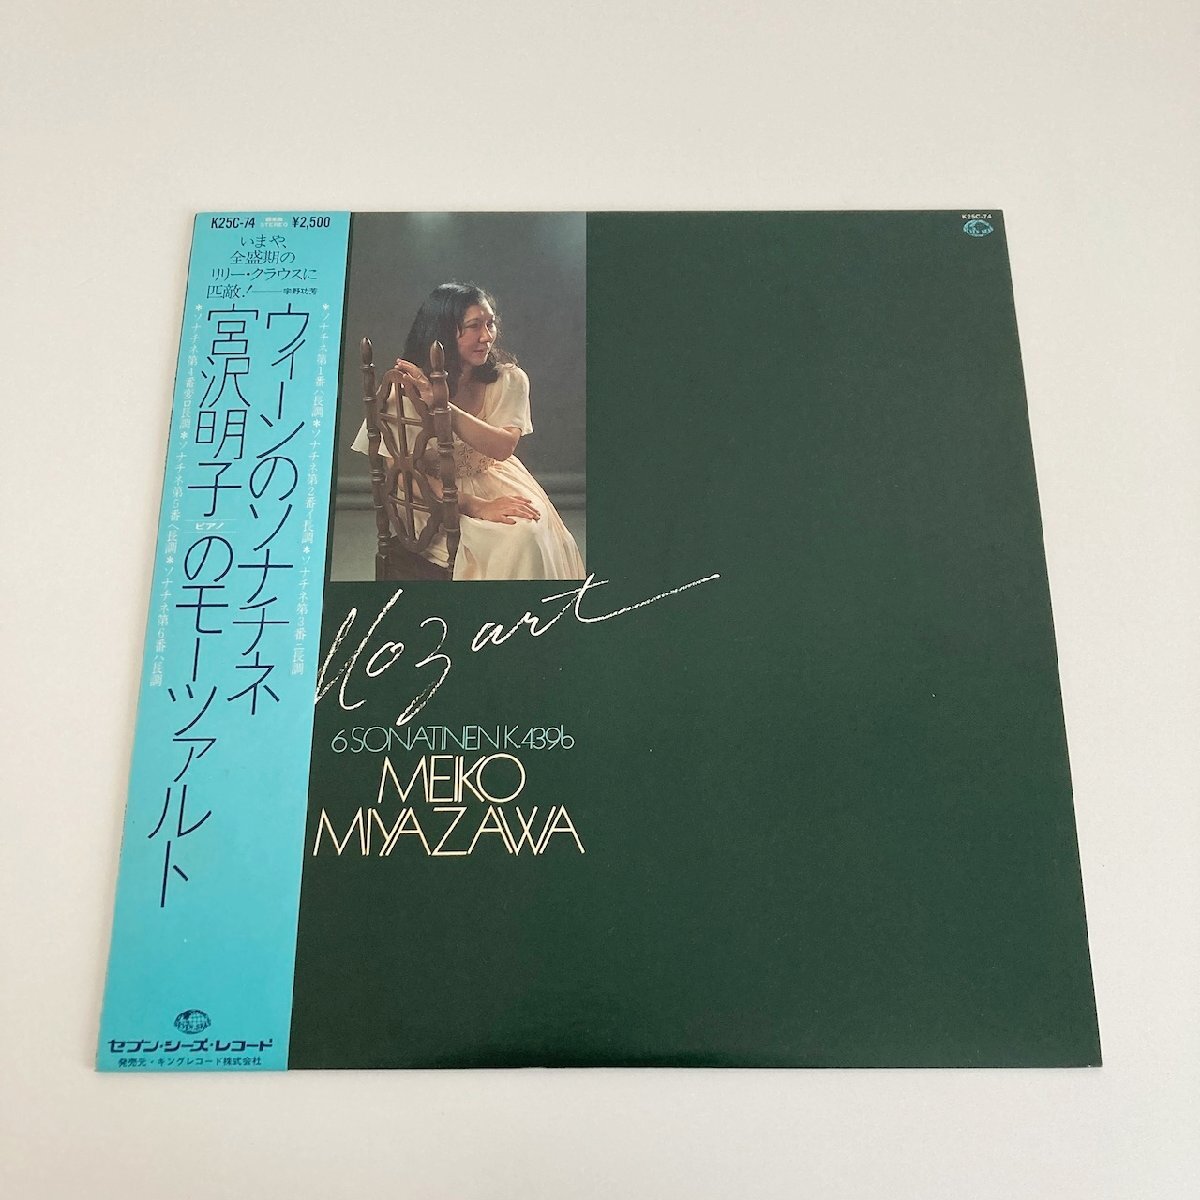 K25C-74 STEREO ¥2,500
いまや、
全盛期の
リリー・クラウスに
匹敵!――宇野功芳
ウィーンのソナチネ
宮沢明子 ピアノ のモーツァルト
*ソナチネ第1番ハ長調*ソナチネ第2番イ長調*ソナチネ第3番ニ長調
*ソナチネ第4番変ロ長調*ソナチネ第5番ヘ長調*ソナチネ第6番ハ長調
セブン・シーズ・レコード
発売元・キングレコード株式会社
K25C-74
Mozart
6 SONATINEN K.439b
MEIKO
MIYAZAWA